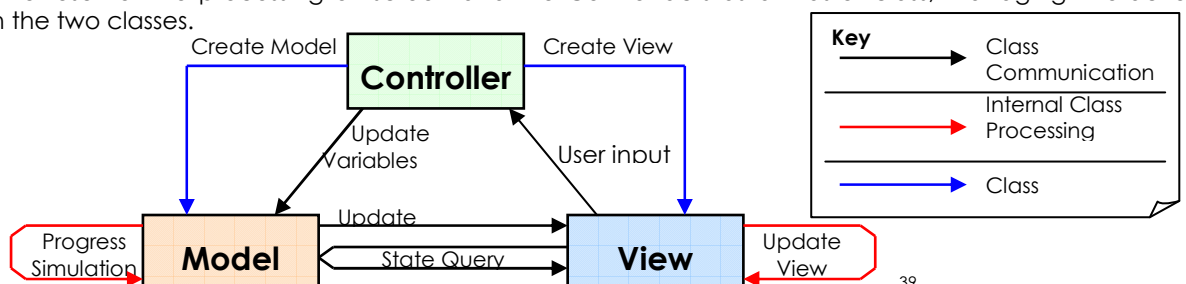 n the two classes.
Create Model
Create View
Controller
Update
Variables
User input
Key
Class
Communication
Internal Class
Processing
Class
Update
State Query
Progress
Simulation
Model
View
Update
View
39